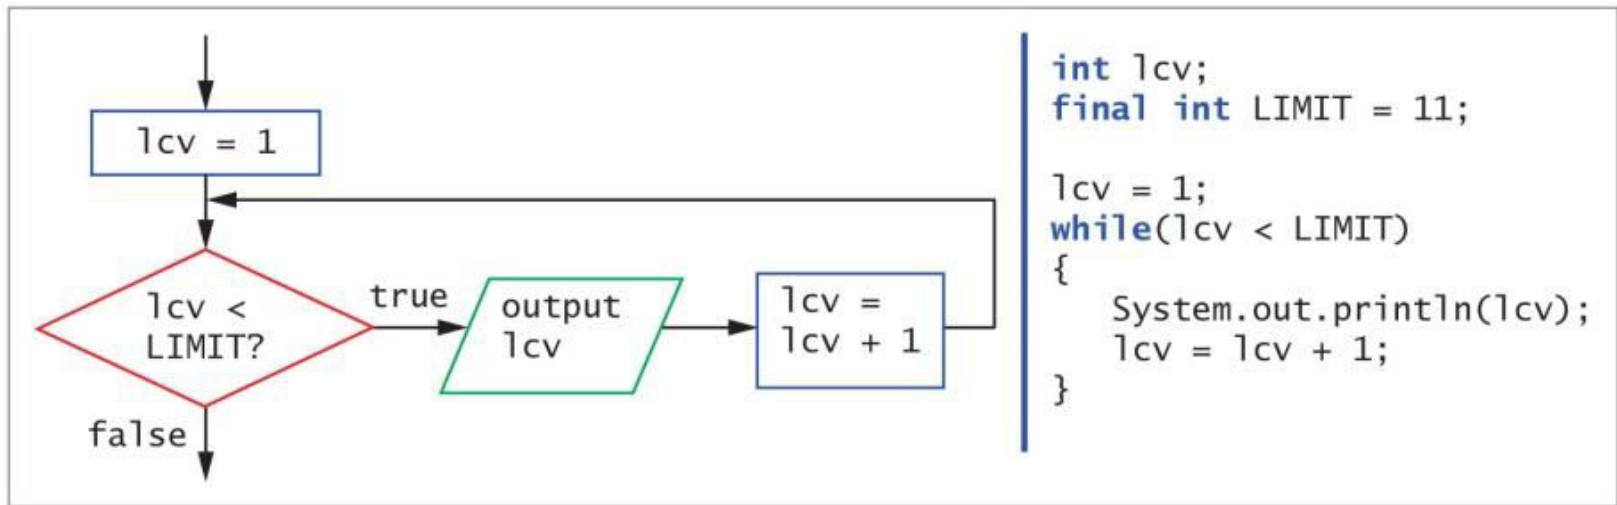 lcv = 1
lcv <
LIMIT?
true
output
lcv
lcv =
lcv + 1
false
int lcv;
final int LIMIT = 11;
lcv = 1;
while(lcv < LIMIT)
{
System.out.println(lcv);
lcv = lcv + 1;
}